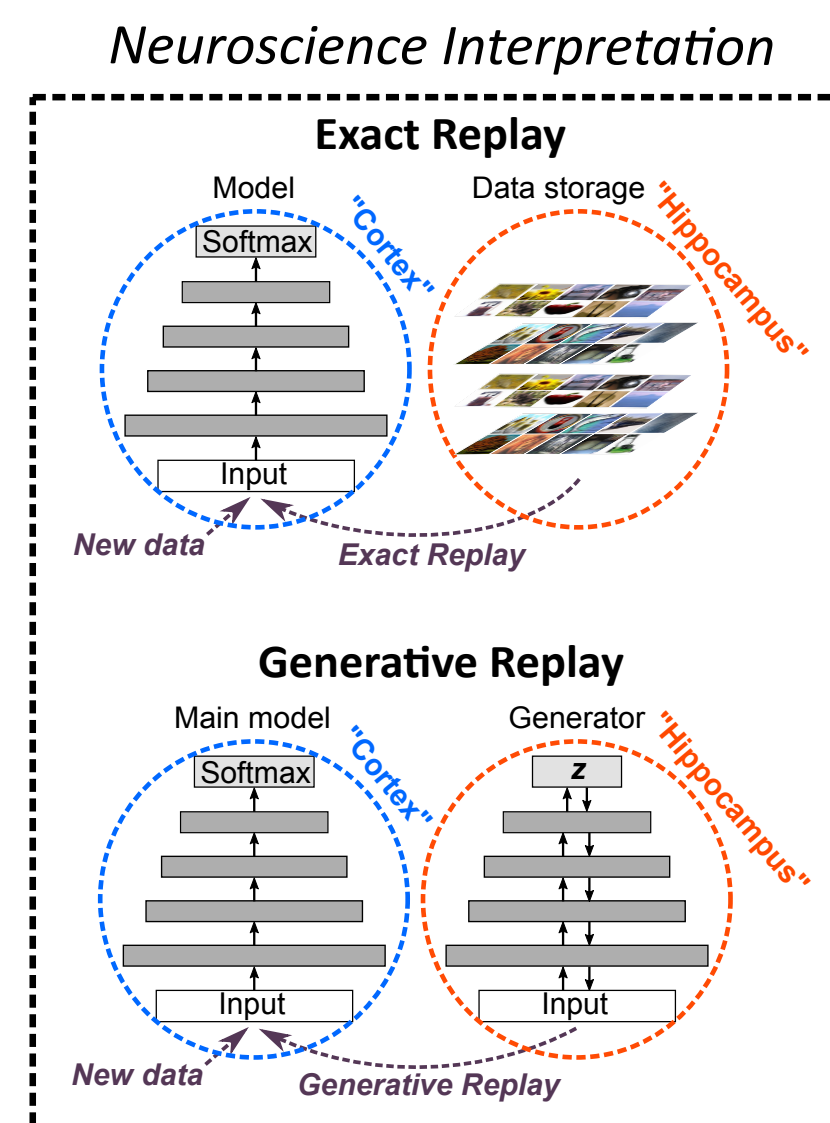 Neuroscience Interpretation
Exact Replay
Model
Data storage
"Cortex"
"Hippocampus"
Softmax
Input
New data
Exact Replay
Generative Replay
Main model
Generator
"Cortex"
"Hippocampus"
Softmax
z
Input
Input
New data
Generative Replay